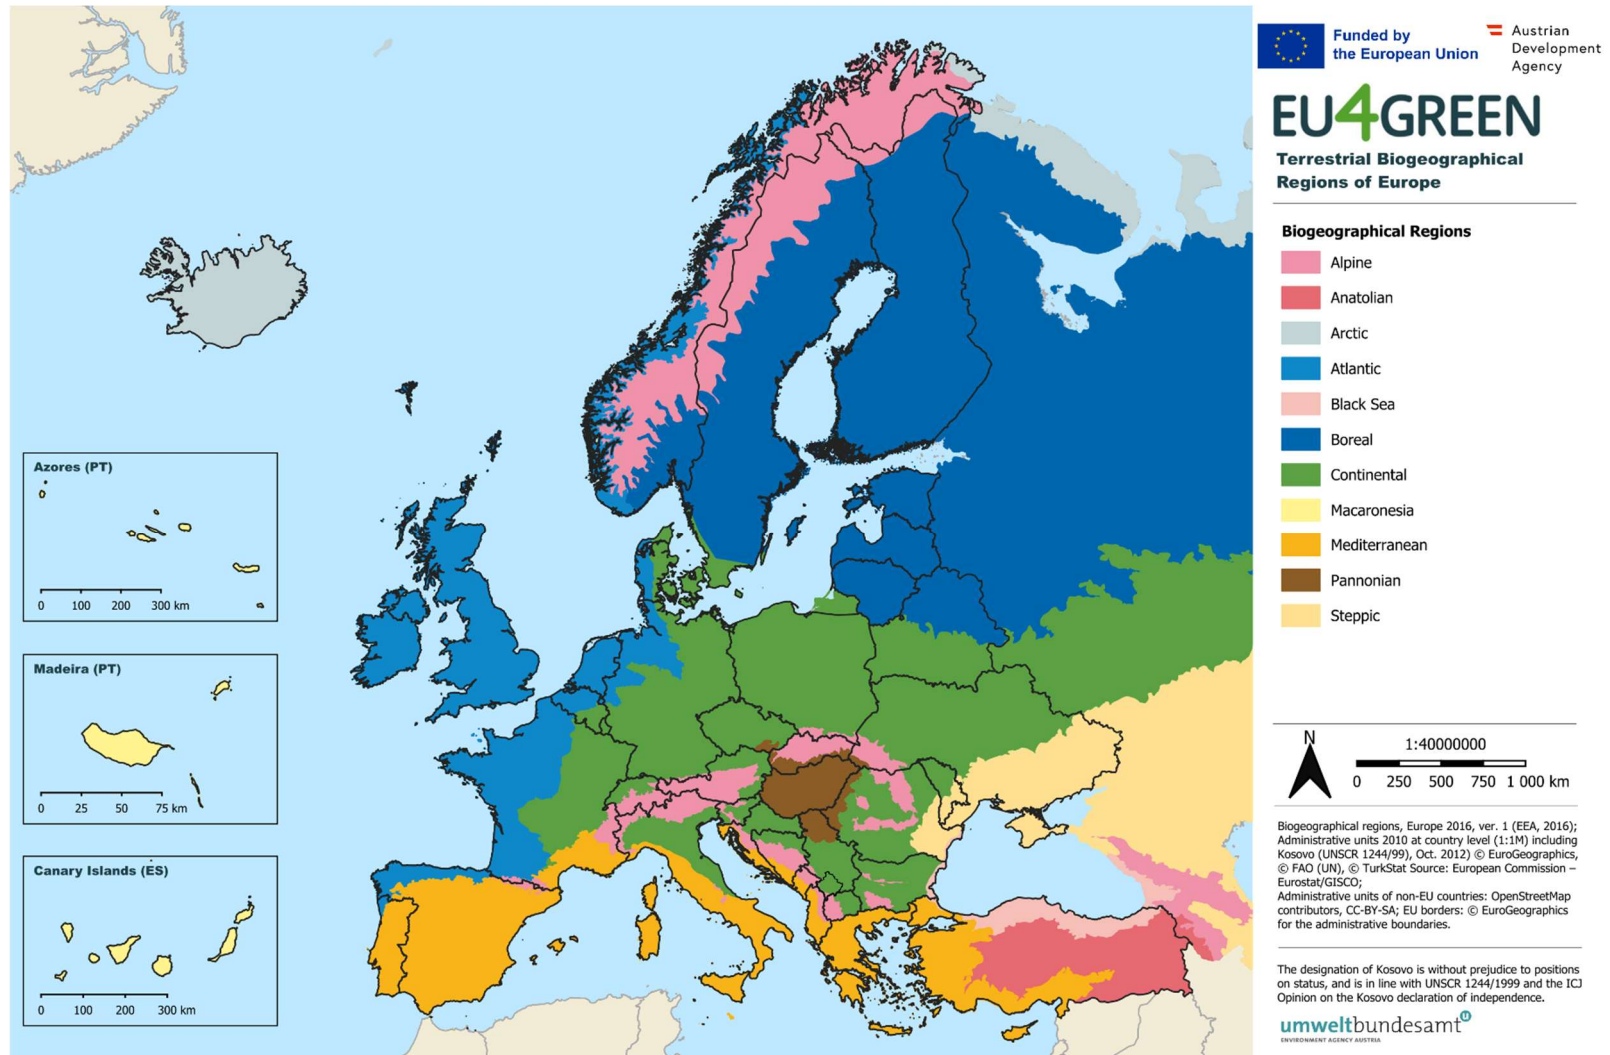 Funded by
the European Union
Austrian
Development
Agency
EU4GREEN
Terrestrial Biogeographical
Regions of Europe
Biogeographical Regions
Alpine
Anatolian
Arctic
Atlantic
Black Sea
Boreal
Continental
Macaronesia
Mediterranean
Pannonian
Steppic
Azores (PT)
0 100 200 300 km
Madeira (PT)
0 25 50 75 km
Canary Islands (ES)
0 100 200 300 km
N
1:40000000
0 250 500 750 1 000 km
Biogeographical regions, Europe 2016, ver. 1 (EEA, 2016);
Administrative units 2010 at country level (1:1M) including
Kosovo (UNSCR 1244/99), Oct. 2012) © EuroGeographics,
© FAO (UN), © TurkStat Source: European Commission –
Eurostat/GISCO;
Administrative units of non-EU countries: OpenStreetMap
contributors, CC-BY-SA; EU borders: © EuroGeographics
for the administrative boundaries.
The designation of Kosovo is without prejudice to positions
on status, and is in line with UNSCR 1244/1999 and the ICJ
Opinion on the Kosovo declaration of independence.
umweltbundesamt u
ENVIRONMENT AGENCY AUSTRIA